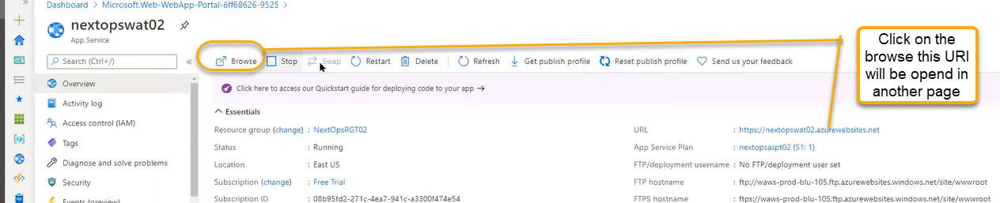 Dashboard > Microsoft.Web-WebApp-Portal-6ff68626-9525 >
nextopswat02
App Service
Search (Ctrl+/)
«
Browse Stop Swap Restart Delete Refresh Get publish profile Reset publish profile Send us your feedback
Click on the
browse this URl
will be opend in
another page
Overview
Activity log
Access control (IAM)
Tags
Diagnose and solve problems
Security
Events (preview)
Click here to access our Quickstart guide for deploying code to your app →
Essentials
Resource group (change) : NextOpsRGT02
Status : Running
Location : East US
Subscription (change) : Free Trial
Subscription ID : 08b95fd2-271c-4ea7-941c-a3300f474e54
URL : https://nextopswat02.azurewebsites.net
App Service Plan : nextopsaspt02 (S1: 1)
FTP/deployment username : No FTP/deployment user set
FTP hostname : ftp://waws-prod-blu-105.ftp.azurewebsites.windows.net/site/wwwroot
FTPS hostname : ftps://waws-prod-blu-105.ftp.azurewebsites.windows.net/site/wwwroot